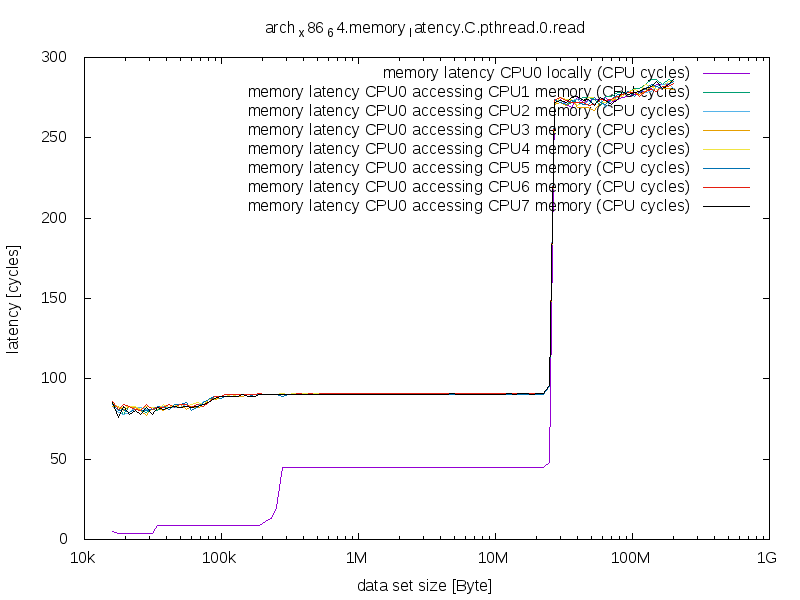 arch x 86 6 4.memory l atency.C.pthread.0.read
300
memory latency CPU0 locally (CPU cycles)
memory latency CPU0 accessing CPU1 memory (CPU cycles)
memory latency CPU0 accessing CPU2 memory (CPU cycles)
250
memory latency CPU0 accessing CPU3 memory (CPU cycles)
memory latency CPU0 accessing CPU4 memory (CPU cycles)
memory latency CPU0 accessing CPU5 memory (CPU cycles)
memory latency CPU0 accessing CPU6 memory (CPU cycles)
memory latency CPU0 accessing CPU7 memory (CPU cycles)
200
latency [cycles]
150
100
50
0
10k 100k 1M 10M 100M 1G
data set size [Byte]